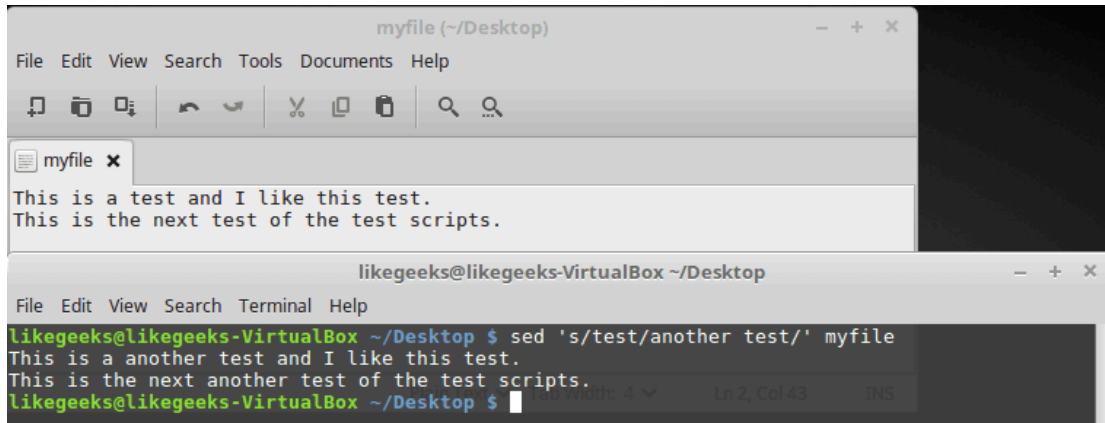 myfile (~/Desktop)
File Edit View Search Tools Documents Help
myfile
This is a test and I like this test.
This is the next test of the test scripts.
likegeeks@likegeeks-VirtualBox ~/Desktop
File Edit View Search Terminal Help
likegeeks@likegeeks-VirtualBox ~/Desktop $ sed 's/test/another test/' myfile
This is a another test and I like this test.
This is the next another test of the test scripts.
likegeeks@likegeeks-VirtualBox ~/Desktop $
Tab Width: 4 Ln 2, Col 43 INS